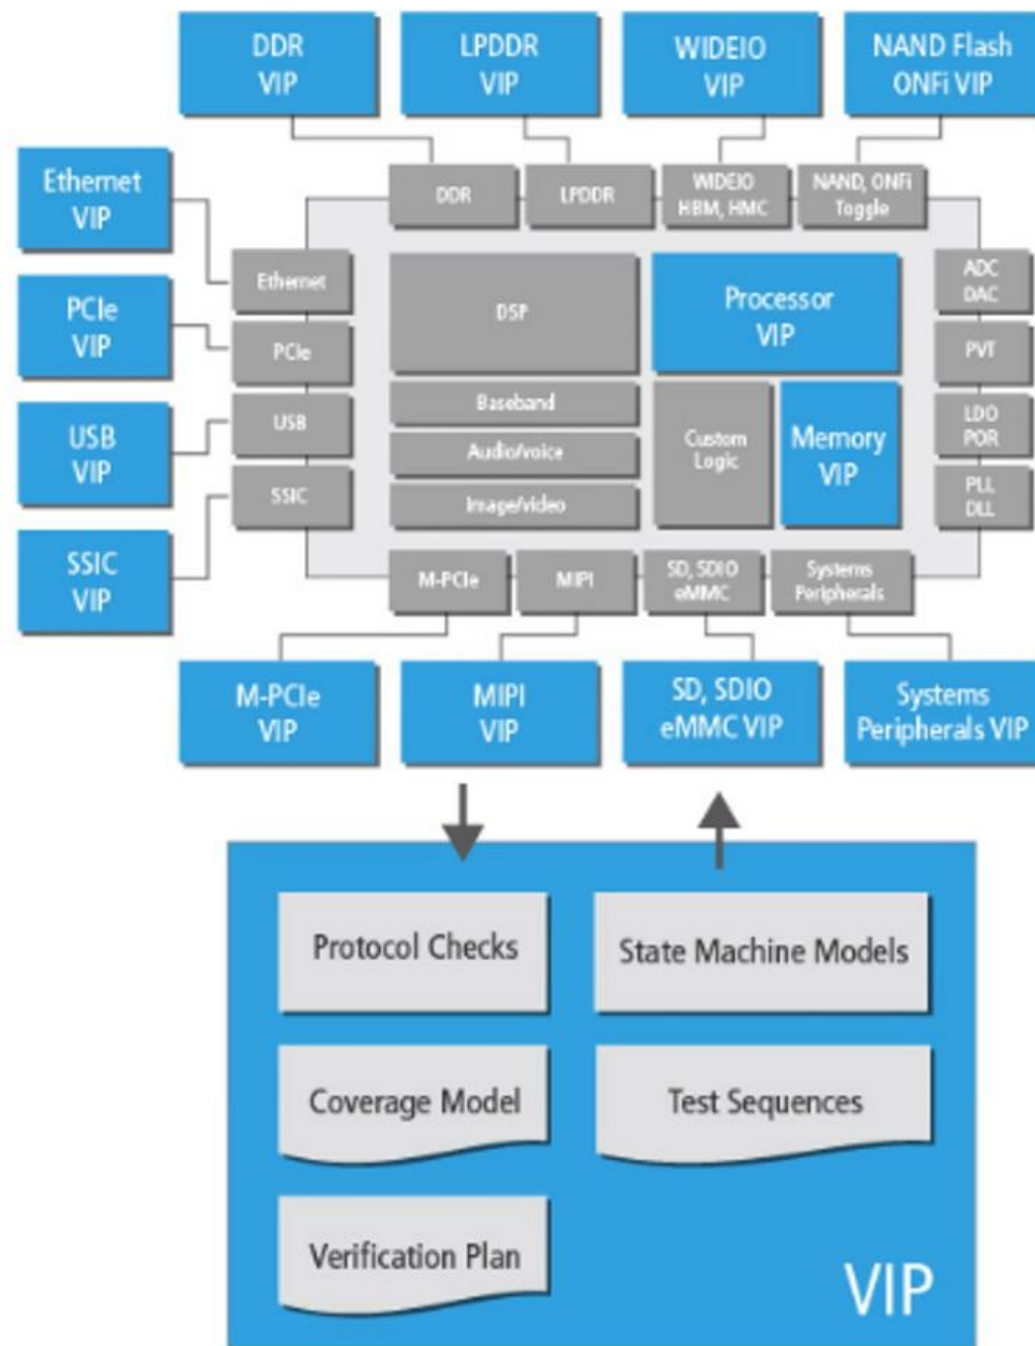 DDR
VIP
LPDDR
VIP
WIDEIO
VIP
NAND Flash
ONFi VIP
Ethernet
VIP
PCIe
VIP
USB
VIP
SSIC
VIP
DDR
LPDDR
WIDEIO
HBM, HMC
NAND, ONFi
Toggle
Ethernet
PCIe
USB
SSIC
DSP
Baseband
Audio/voice
Image/video
Processor
VIP
Custom
Logic
Memory
VIP
ADC
DAC
PVT
LDO
POR
PLL
DLL
M-PCIe
MIPI
SD, SDIO
eMMC
Systems
Peripherals
M-PCIe
VIP
MIPI
VIP
SD, SDIO
eMMC VIP
Systems
Peripherals VIP
Protocol Checks
State Machine Models
Coverage Model
Test Sequences
Verification Plan
VIP